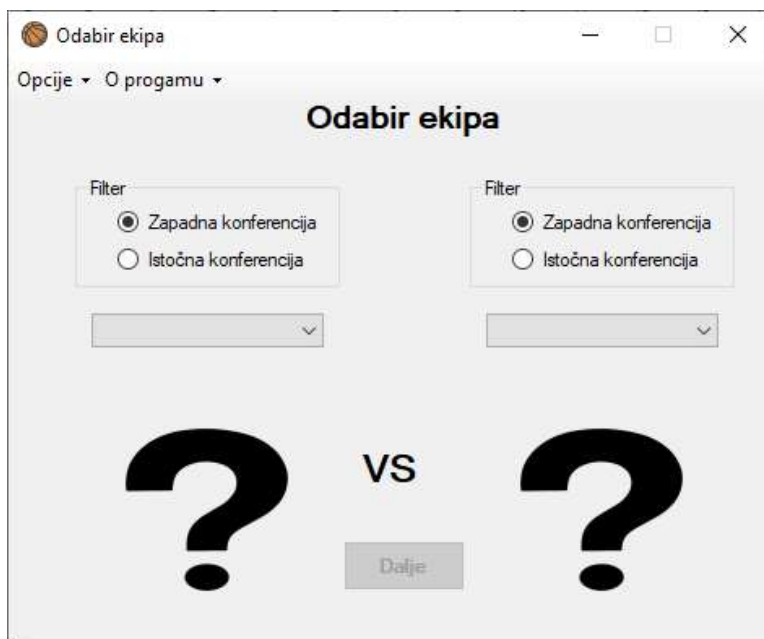 Odabir ekipa
Opcije O progamu
Odabir ekipa
Filter
Zapadna konferencija
Istočna konferencija
Filter
Zapadna konferencija
Istočna konferencija
? VS ?
Dalje